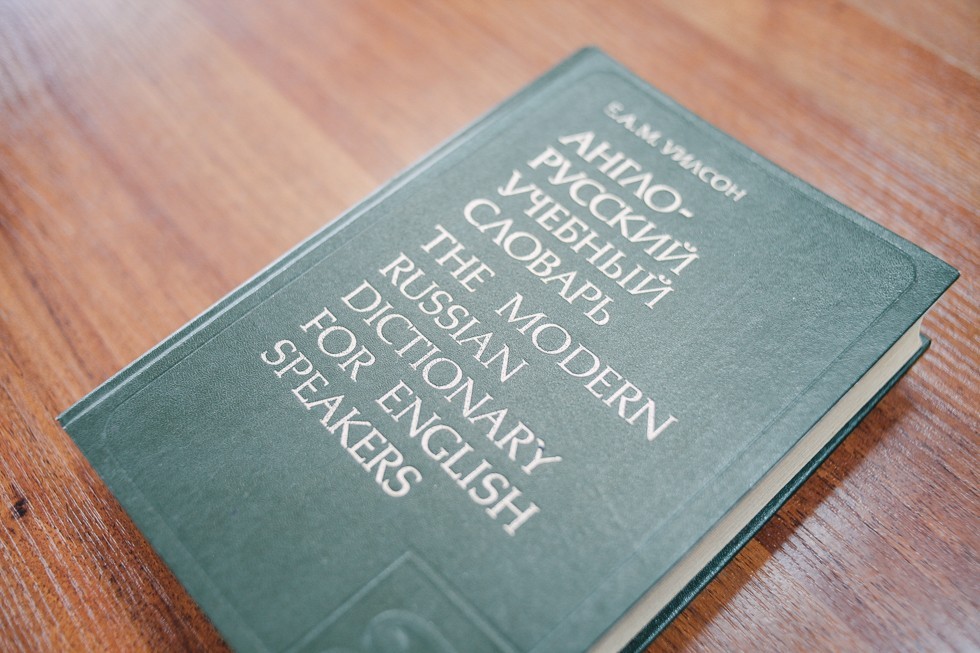 Е.А.М. УИЛСОН
АНГЛО-
РУССКИЙ
УЧЕБНЫЙ
СЛОВАРЬ
THE MODERN
RUSSIAN
DICTIONARY
FOR ENGLISH
SPEAKERS